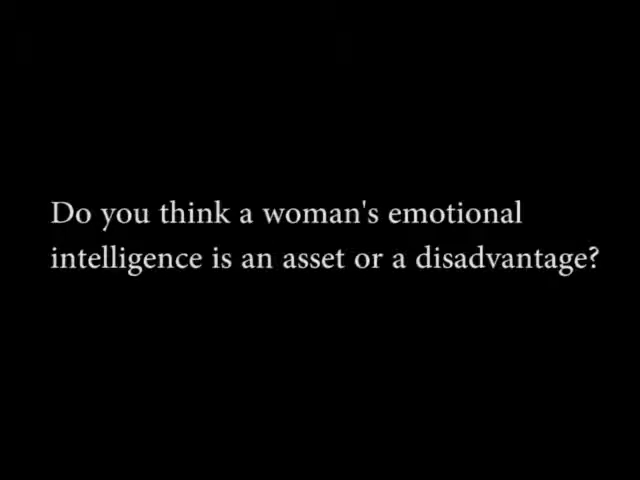 Do you think a woman's emotional
intelligence is an asset or a disadvantage?